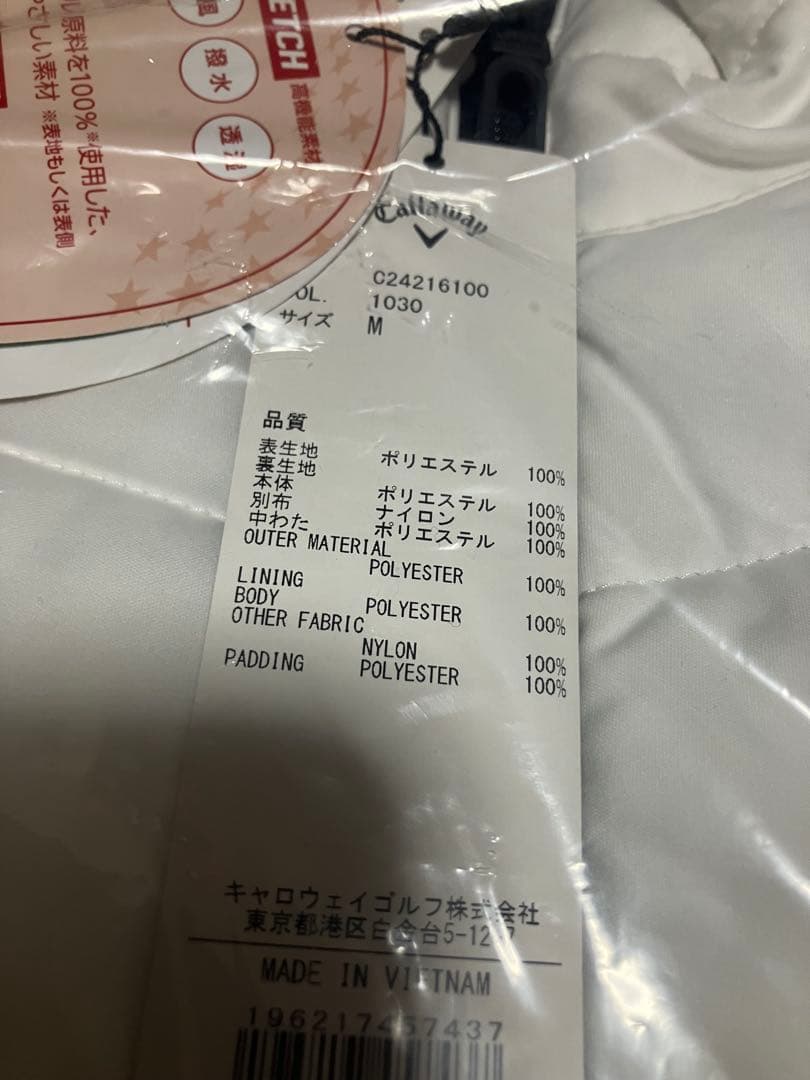 ETCH
高機能素材
風
撥水
透湿
ル原料を100%※使用した、
やさしい素材 ※表地もしくは表側
Callaway
C24216100
OL. 1030
サイズ M
品質
表生地 ポリエステル 100%
裏生地
本体 ポリエステル 100%
別布 ナイロン 100%
中わた ポリエステル 100%
OUTER MATERIAL
POLYESTER 100%
LINING
BODY POLYESTER 100%
OTHER FABRIC
NYLON 100%
PADDING POLYESTER 100%
キャロウェイゴルフ株式会社
東京都港区白金台
MADE IN VIETNAM
196217457437